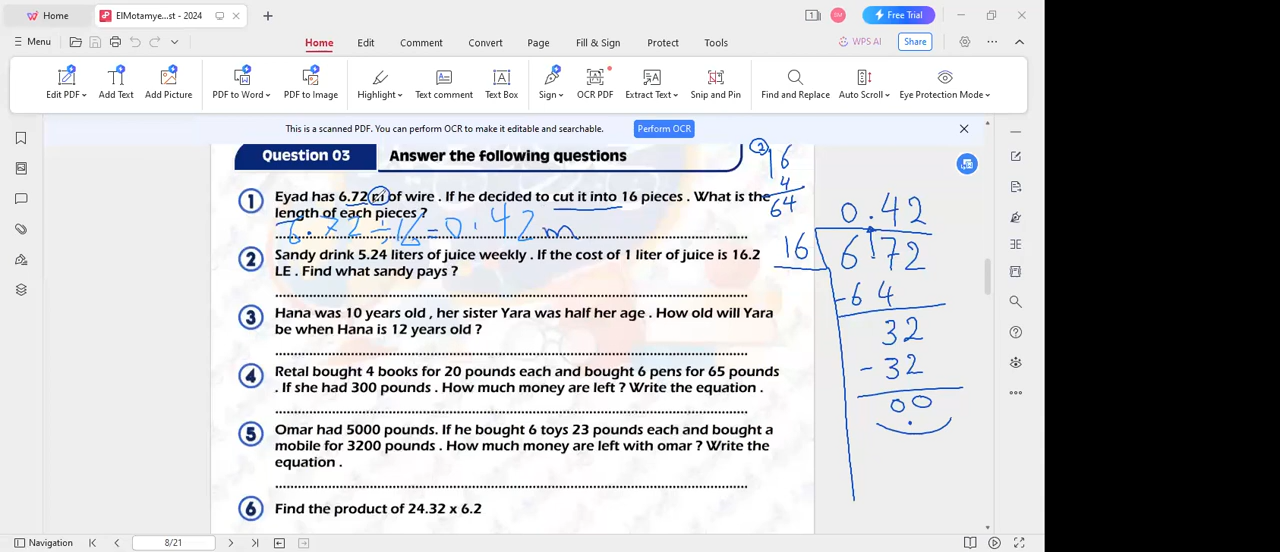 Home
ElMotamye...st - 2024
+
1
Free Trial
Menu
Home Edit Comment Convert Page Fill & Sign Protect Tools
WPS AI
Share
Edit PDF Add Text Add Picture PDF to Word PDF to Image Highlight Text comment Text Box Sign OCR PDF Extract Text Snip and Pin Find and Replace Auto Scroll Eye Protection Mode
This is a scanned PDF. You can perform OCR to make it editable and searchable.
Perform OCR
Question 03 Answer the following questions
1 Eyad has 6.72 m of wire . If he decided to cut it into 16 pieces . What is the
length of each pieces ?
6.72 ÷ 16 = 0.42 m
2 Sandy drink 5.24 liters of juice weekly . If the cost of 1 liter of juice is 16.2
LE . Find what sandy pays ?
3 Hana was 10 years old , her sister Yara was half her age . How old will Yara
be when Hana is 12 years old ?
4 Retal bought 4 books for 20 pounds each and bought 6 pens for 65 pounds
. If she had 300 pounds . How much money are left ? Write the equation .
5 Omar had 5000 pounds. If he bought 6 toys 23 pounds each and bought a
mobile for 3200 pounds . How much money are left with omar ? Write the
equation .
6 Find the product of 24.32 x 6.2
2
16
4
64
0.42
16 6.72
-64
32
-32
00
Navigation
8/21